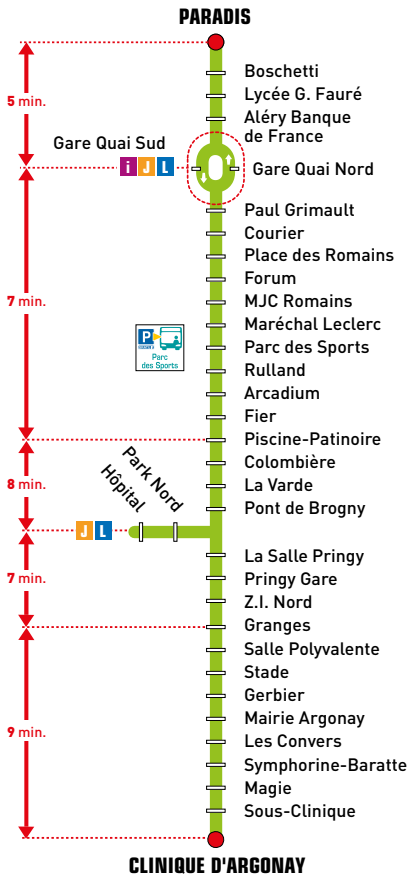 PARADIS
Boschetti
5 min.
Lycée G. Fauré
Aléry Banque
de France
Gare Quai Sud
i J L
Gare Quai Nord
Paul Grimault
Courier
Place des Romains
Forum
7 min.
MJC Romains
Maréchal Leclerc
P
Parc
des Sports
Parc des Sports
Rulland
Arcadium
Fier
Piscine-Patinoire
Colombière
8 min.
La Varde
Pont de Brogny
Park Nord
Hôpital
J L
La Salle Pringy
7 min.
Pringy Gare
Z.I. Nord
Granges
Salle Polyvalente
Stade
Gerbier
Mairie Argonay
9 min.
Les Convers
Symphorine-Baratte
Magie
Sous-Clinique
CLINIQUE D'ARGONAY